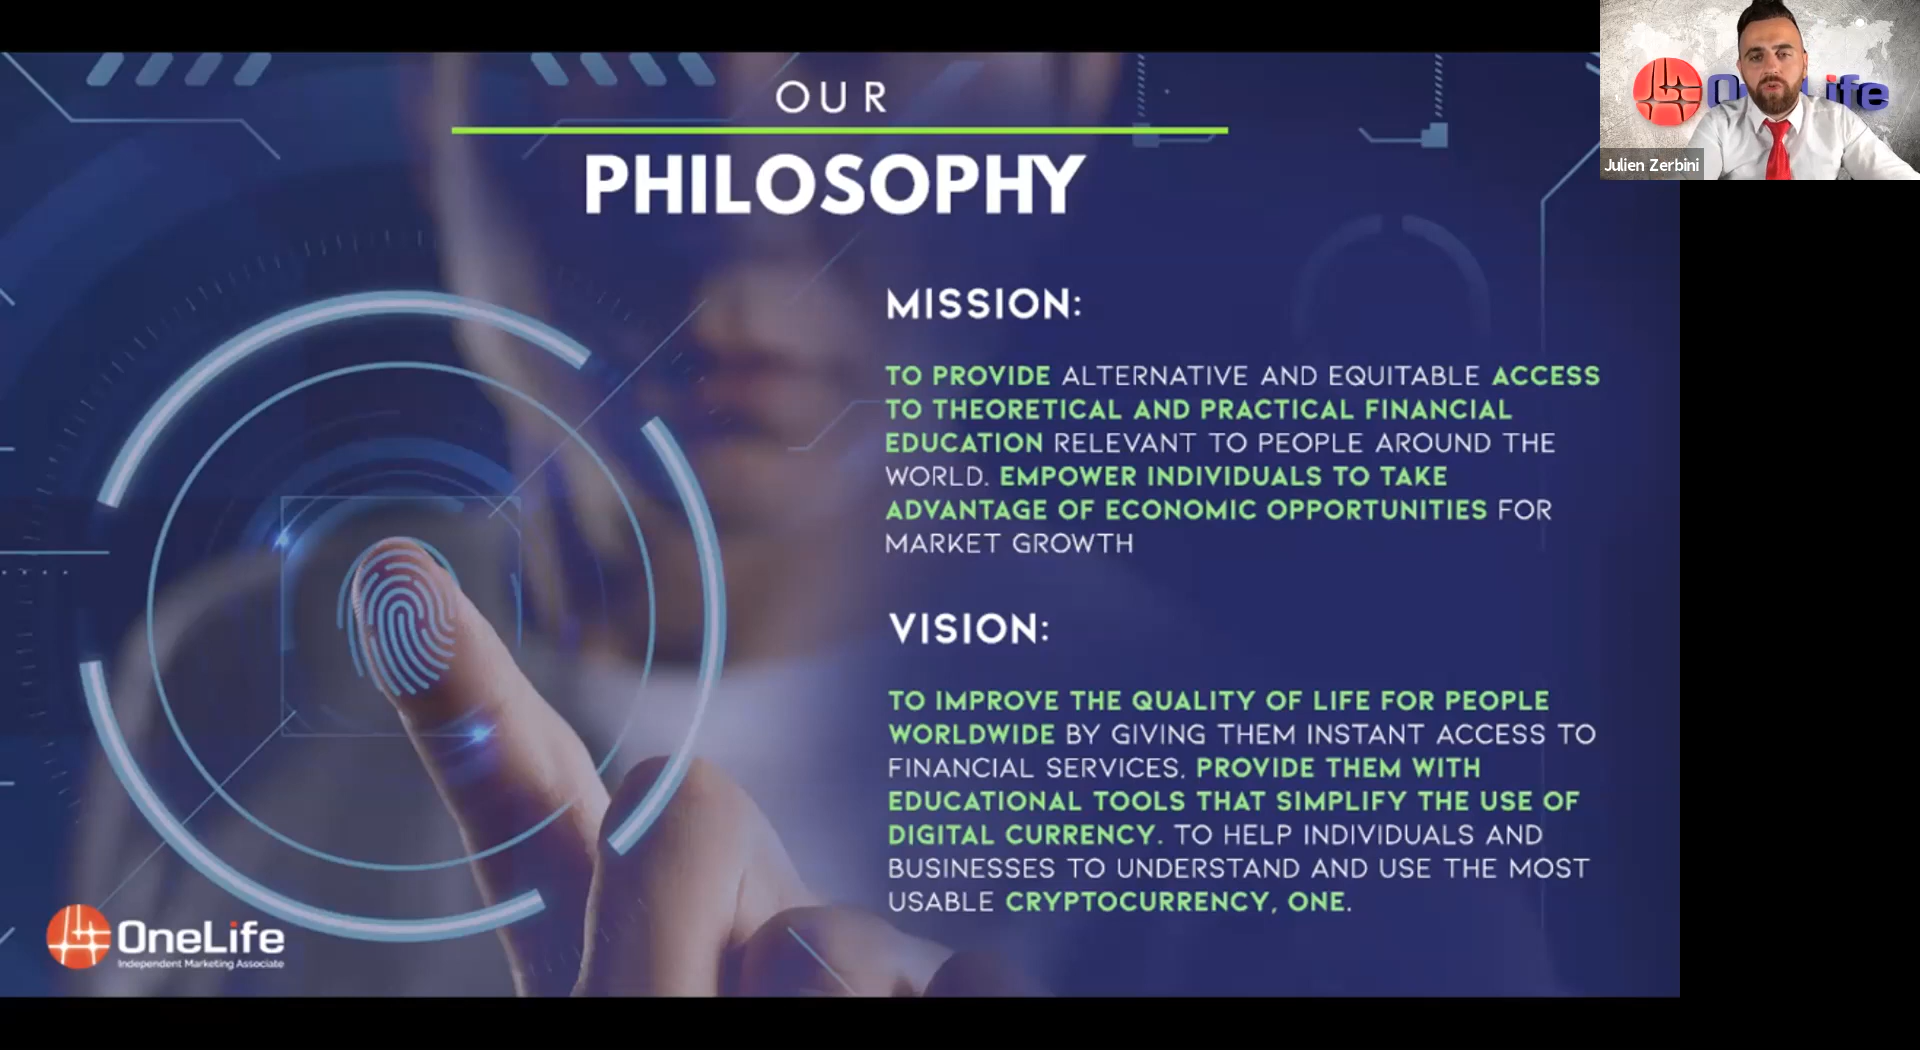 OUR
PHILOSOPHY
MISSION:
TO PROVIDE ALTERNATIVE AND EQUITABLE ACCESS
TO THEORETICAL AND PRACTICAL FINANCIAL
EDUCATION RELEVANT TO PEOPLE AROUND THE
WORLD. EMPOWER INDIVIDUALS TO TAKE
ADVANTAGE OF ECONOMIC OPPORTUNITIES FOR
MARKET GROWTH
VISION:
TO IMPROVE THE QUALITY OF LIFE FOR PEOPLE
WORLDWIDE BY GIVING THEM INSTANT ACCESS TO
FINANCIAL SERVICES, PROVIDE THEM WITH
EDUCATIONAL TOOLS THAT SIMPLIFY THE USE OF
DIGITAL CURRENCY. TO HELP INDIVIDUALS AND
BUSINESSES TO UNDERSTAND AND USE THE MOST
USABLE CRYPTOCURRENCY, ONE.
OneLife
Independent Marketing Associate
Julien Zerbini